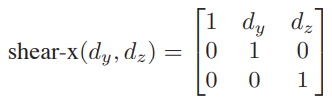 shear-x(d_y, d_z) = [1 d_y d_z
0 1 0
0 0 1]